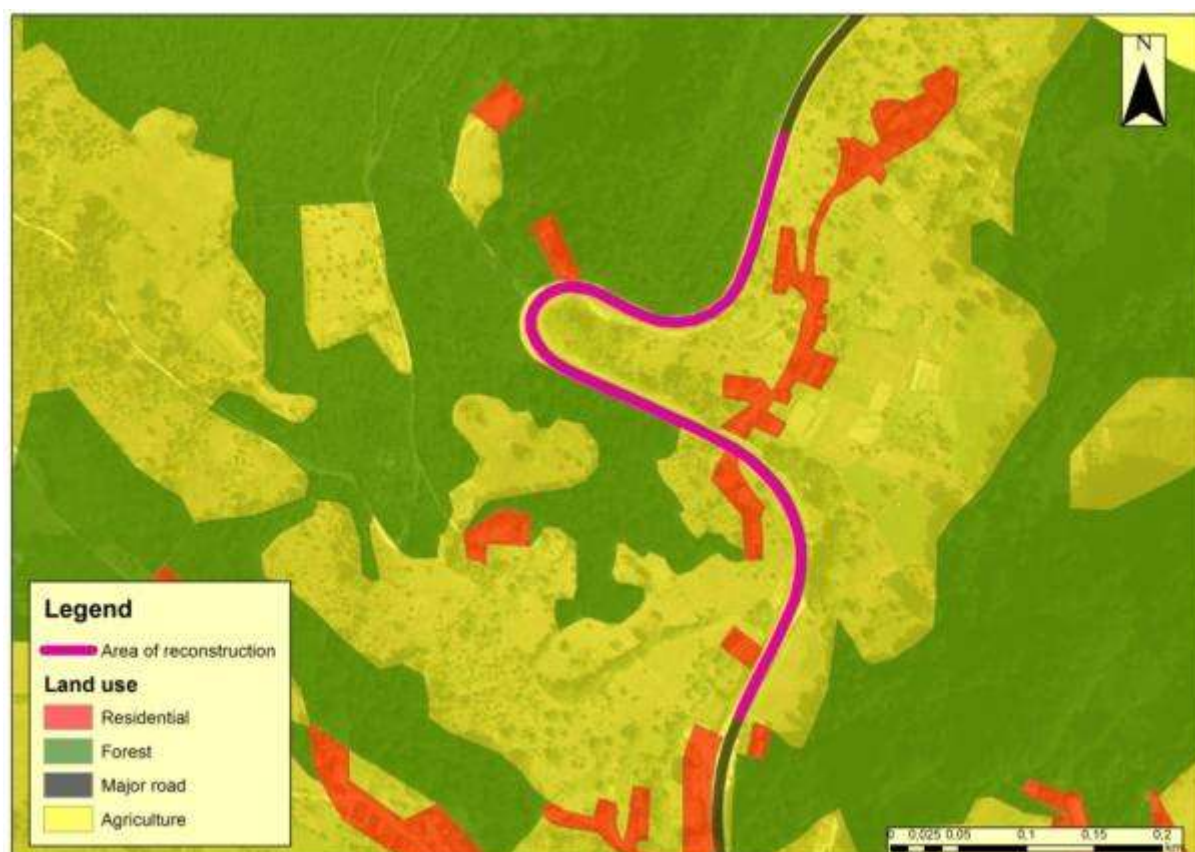 N
Legend
Area of reconstruction
Land use
Residential
Forest
Major road
Agriculture
0 0,025 0,05 0,1 0,15 0,2
km